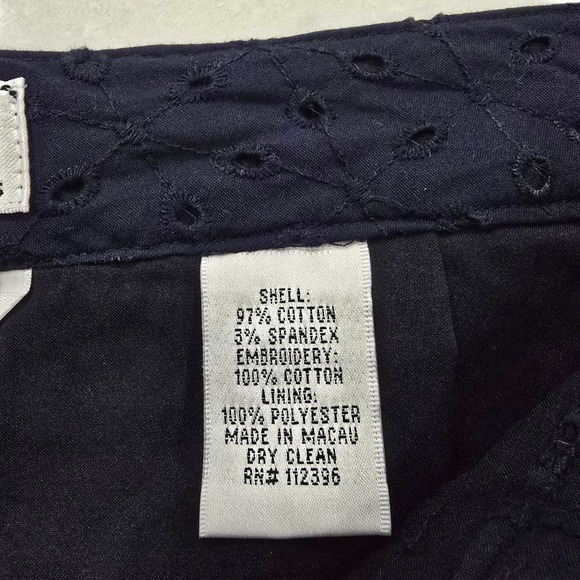 SHELL:
97% COTTON
3% SPANDEX
EMBROIDERY:
100% COTTON
LINING:
100% POLYESTER
MADE IN MACAU
DRY CLEAN
RN# 112396